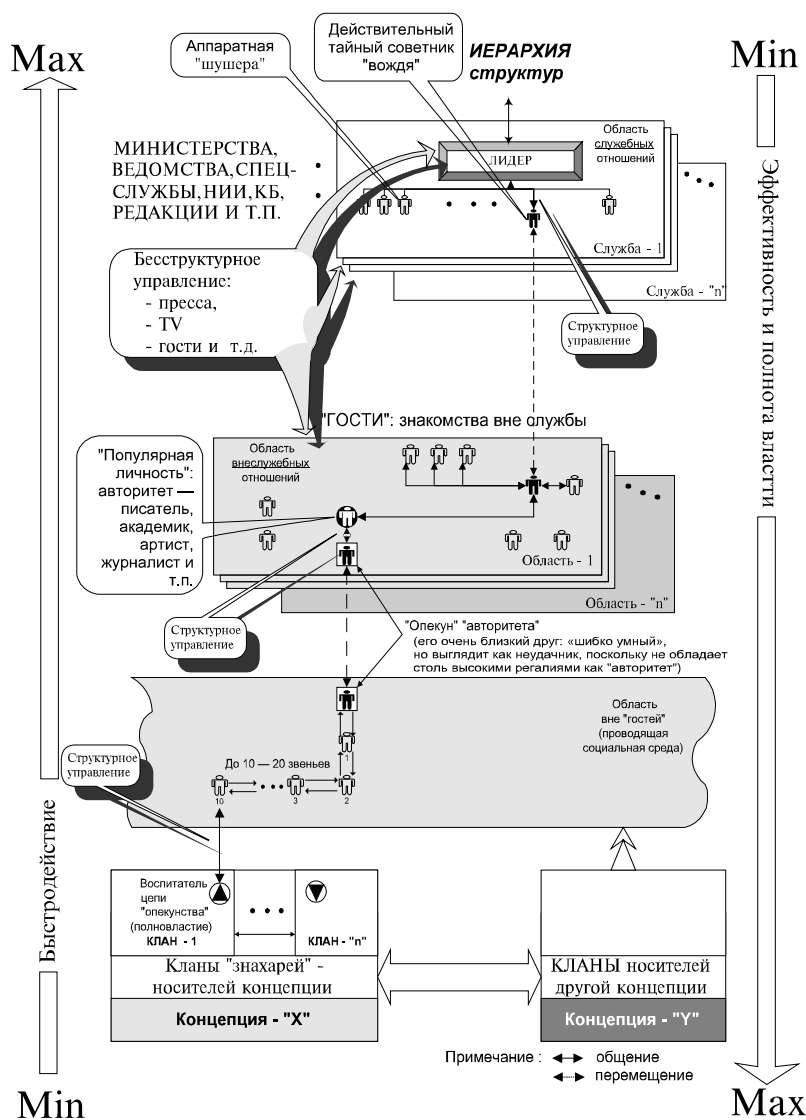 Max
Аппаратная
"шушера"
Действительный
тайный советник
"вождя"
ИЕРАРХИЯ
структур
Min
МИНИСТЕРСТВА,
ВЕДОМСТВА,СПЕЦ-
СЛУЖБЫ,НИИ,КБ,
РЕДАКЦИИ И Т.П.
Область
служебных
отношений
ЛИДЕР
Служба - 1
Служба - "n"
Бесструктурное
управление:
- пресса,
- TV
- гости и т.д.
Структурное
управление
Эффективность и полнота властти
"ГОСТИ": знакомства вне службы
"Популярная
личность":
авторитет —
писатель,
академик,
артист,
журналист и
т.п.
Область
внеслужебных
отношений
Область - 1
Область - "n"
Структурное
управление
"Опекун" "авторитета"
(его очень близкий друг: «шибко умный»,
но выглядит как неудачник, поскольку не обладает
столь высокими регалиями как "авторитет")
Область
вне "гостей"
(проводящая
социальная среда)
Структурное
управление
До 10 — 20 звеньев
1
10
3
2
Быстродействие
Воспитатель
цепи
"опекунства"
(полновластие)
КЛАН - 1
КЛАН - "n"
Кланы "знахарей" -
носителей концепции
Концепция - "X"
КЛАНЫ носителей
другой концепции
Концепция - "Y"
Примечание : общение
перемещение
Min
Max